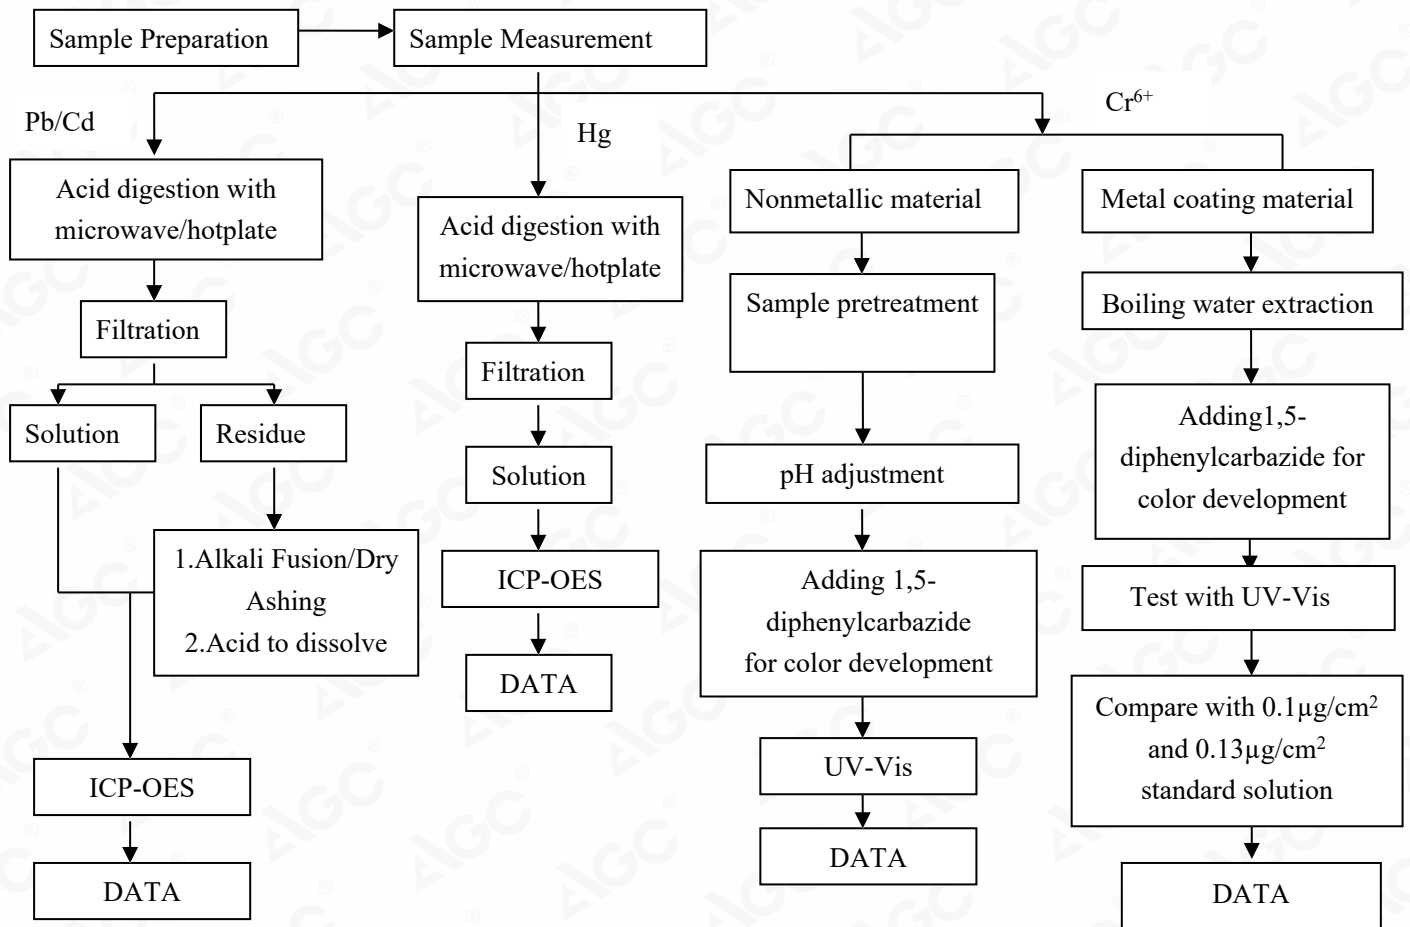 Sample Preparation
Sample Measurement
Pb/Cd
Hg
Cr⁶⁺
Acid digestion with
microwave/hotplate
Filtration
Solution
Residue
1.Alkali Fusion/Dry
Ashing
2.Acid to dissolve
ICP-OES
DATA
Acid digestion with
microwave/hotplate
Filtration
Solution
ICP-OES
DATA
Nonmetallic material
Sample pretreatment
pH adjustment
Adding 1,5-
diphenylcarbazide
for color development
UV-Vis
DATA
Metal coating material
Boiling water extraction
Adding1,5-
diphenylcarbazide for
color development
Test with UV-Vis
Compare with 0.1µg/cm²
and 0.13µg/cm²
standard solution
DATA
AGC®